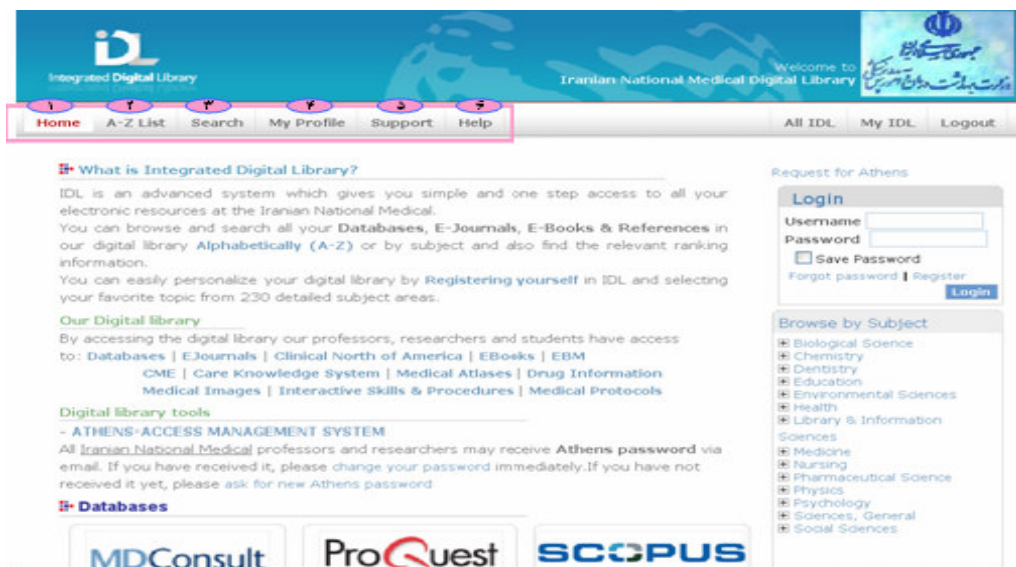 Integrated Digital Library
Welcome to
Iranian National Medical Digital Library
۱ ۲ ۳ ۴ ۵ ۶
Home A-Z List Search My Profile Support Help
All IDL My IDL Logout
What is Integrated Digital Library?
IDL is an advanced system which gives you simple and one step access to all your
electronic resources at the Iranian National Medical.
You can browse and search all your Databases, E-Journals, E-Books & References in
our digital library Alphabetically (A-Z) or by subject and also find the relevant ranking
information.
You can easily personalize your digital library by Registering yourself in IDL and selecting
your favorite topic from 230 detailed subject areas.
Our Digital library
By accessing the digital library our professors, researchers and students have access
to: Databases | EJournals | Clinical North of America | EBooks | EBM
CME | Care Knowledge System | Medical Atlases | Drug Information
Medical Images | Interactive Skills & Procedures | Medical Protocols
Digital library tools
- ATHENS-ACCESS MANAGEMENT SYSTEM
All Iranian National Medical professors and researchers may receive Athens password via
email. If you have received it, please change your password immediately.If you have not
received it yet, please ask for new Athens password
Databases
MDConsult ProQuest SCOPUS
Request for Athens
Login
Username
Password
Save Password
Forgot password | Register
Login
Browse by Subject
Biological Science
Chemistry
Dentistry
Education
Environmental Sciences
Health
Library & Information
Sciences
Medicine
Nursing
Pharmaceutical Science
Physics
Psychology
Sciences, General
Social Sciences